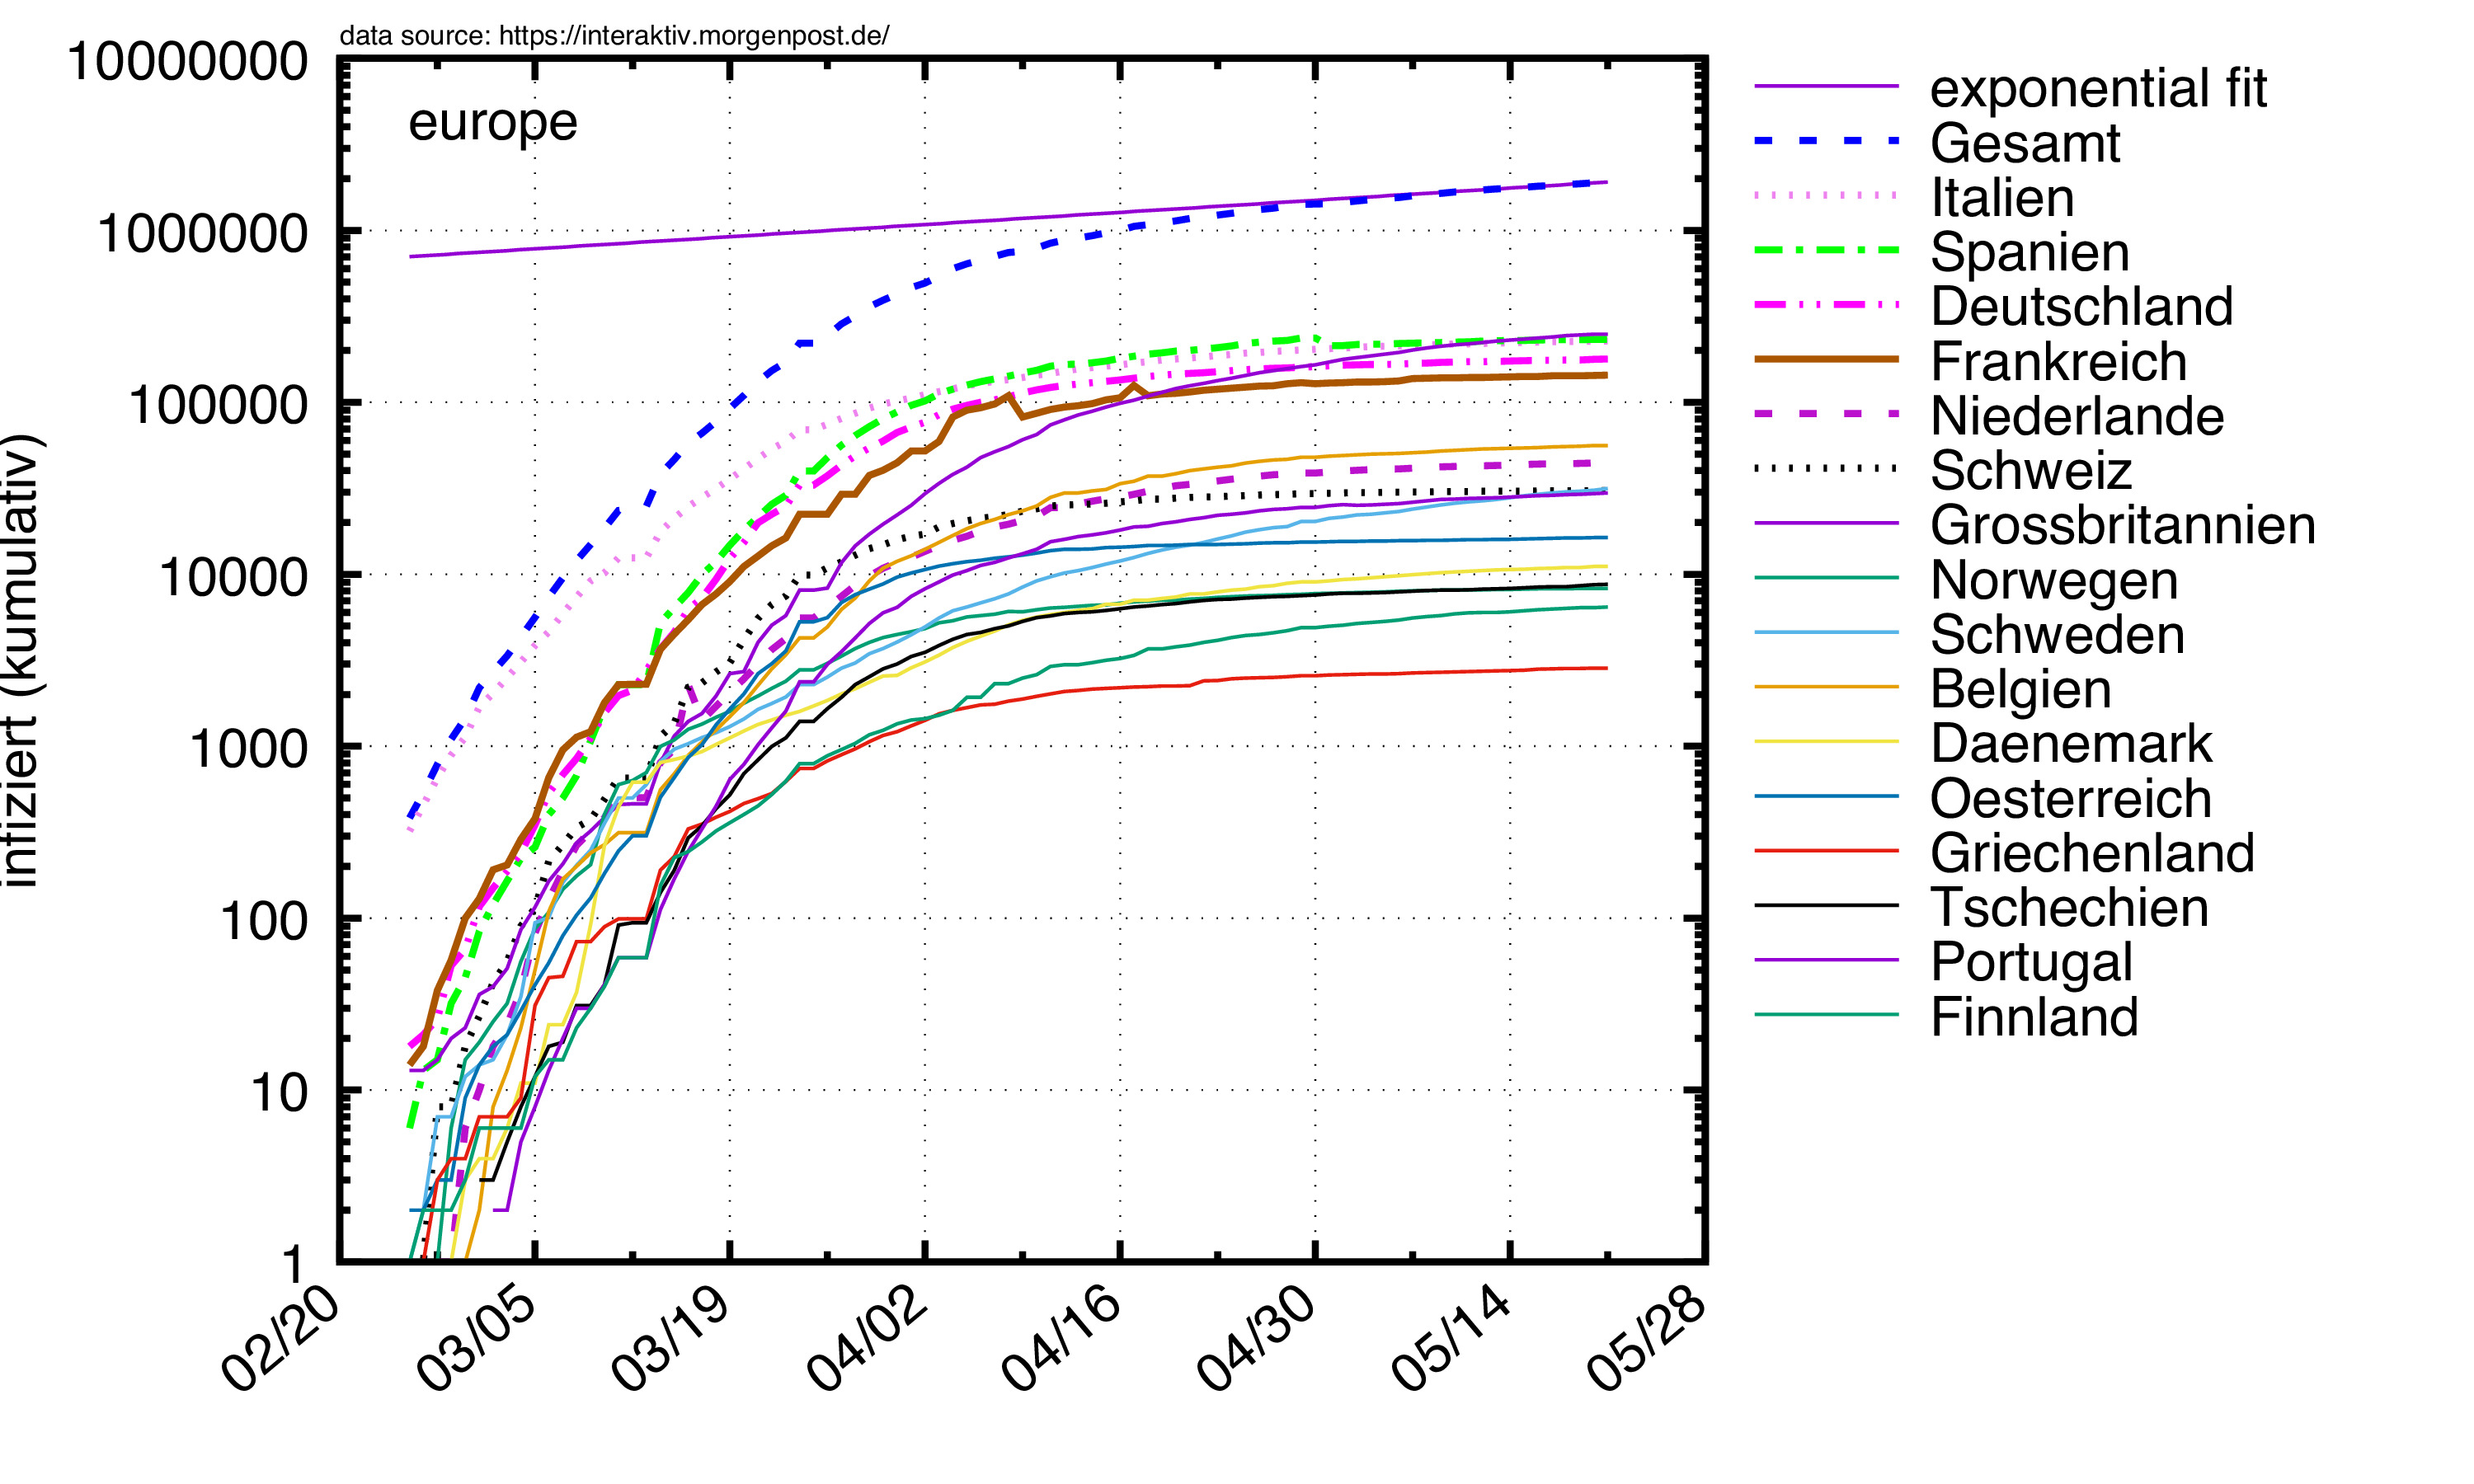 data source: https://interaktiv.morgenpost.de/
europe
infiziert (kumulativ)
10000000
1000000
100000
10000
1000
100
10
1
02/20
03/05
03/19
04/02
04/16
04/30
05/14
05/28
exponential fit
Gesamt
Italien
Spanien
Deutschland
Frankreich
Niederlande
Schweiz
Grossbritannien
Norwegen
Schweden
Belgien
Daenemark
Oesterreich
Griechenland
Tschechien
Portugal
Finnland